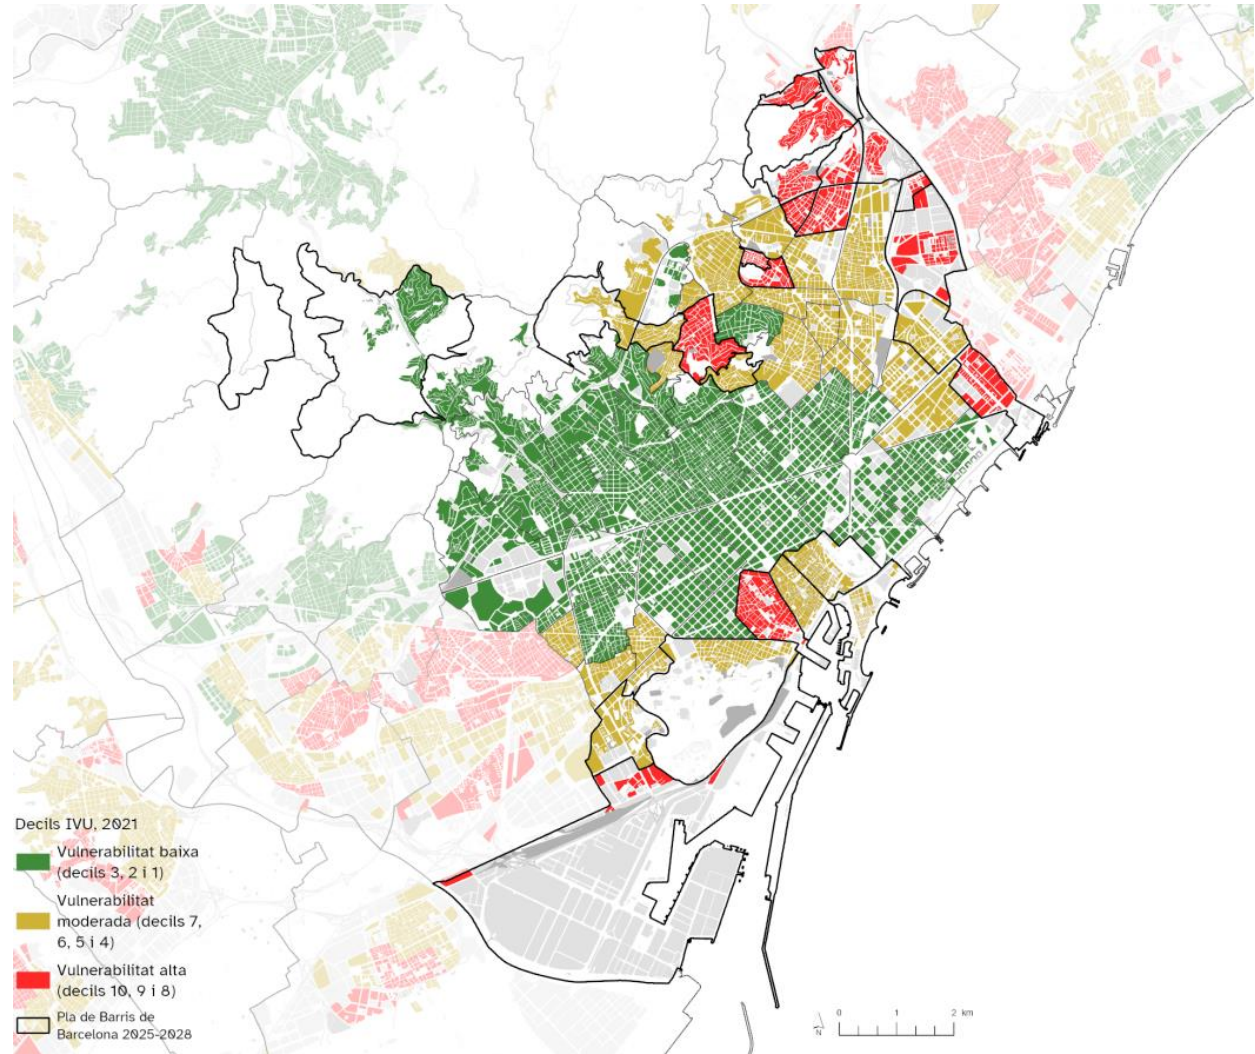 Decils IVU, 2021
Vulnerabilitat baixa
(decils 3, 2 i 1)
Vulnerabilitat
moderada (decils 7,
6, 5 i 4)
Vulnerabilitat alta
(decils 10, 9 i 8)
Pla de Barris de
Barcelona 2025-2028
N
0 1 2 km